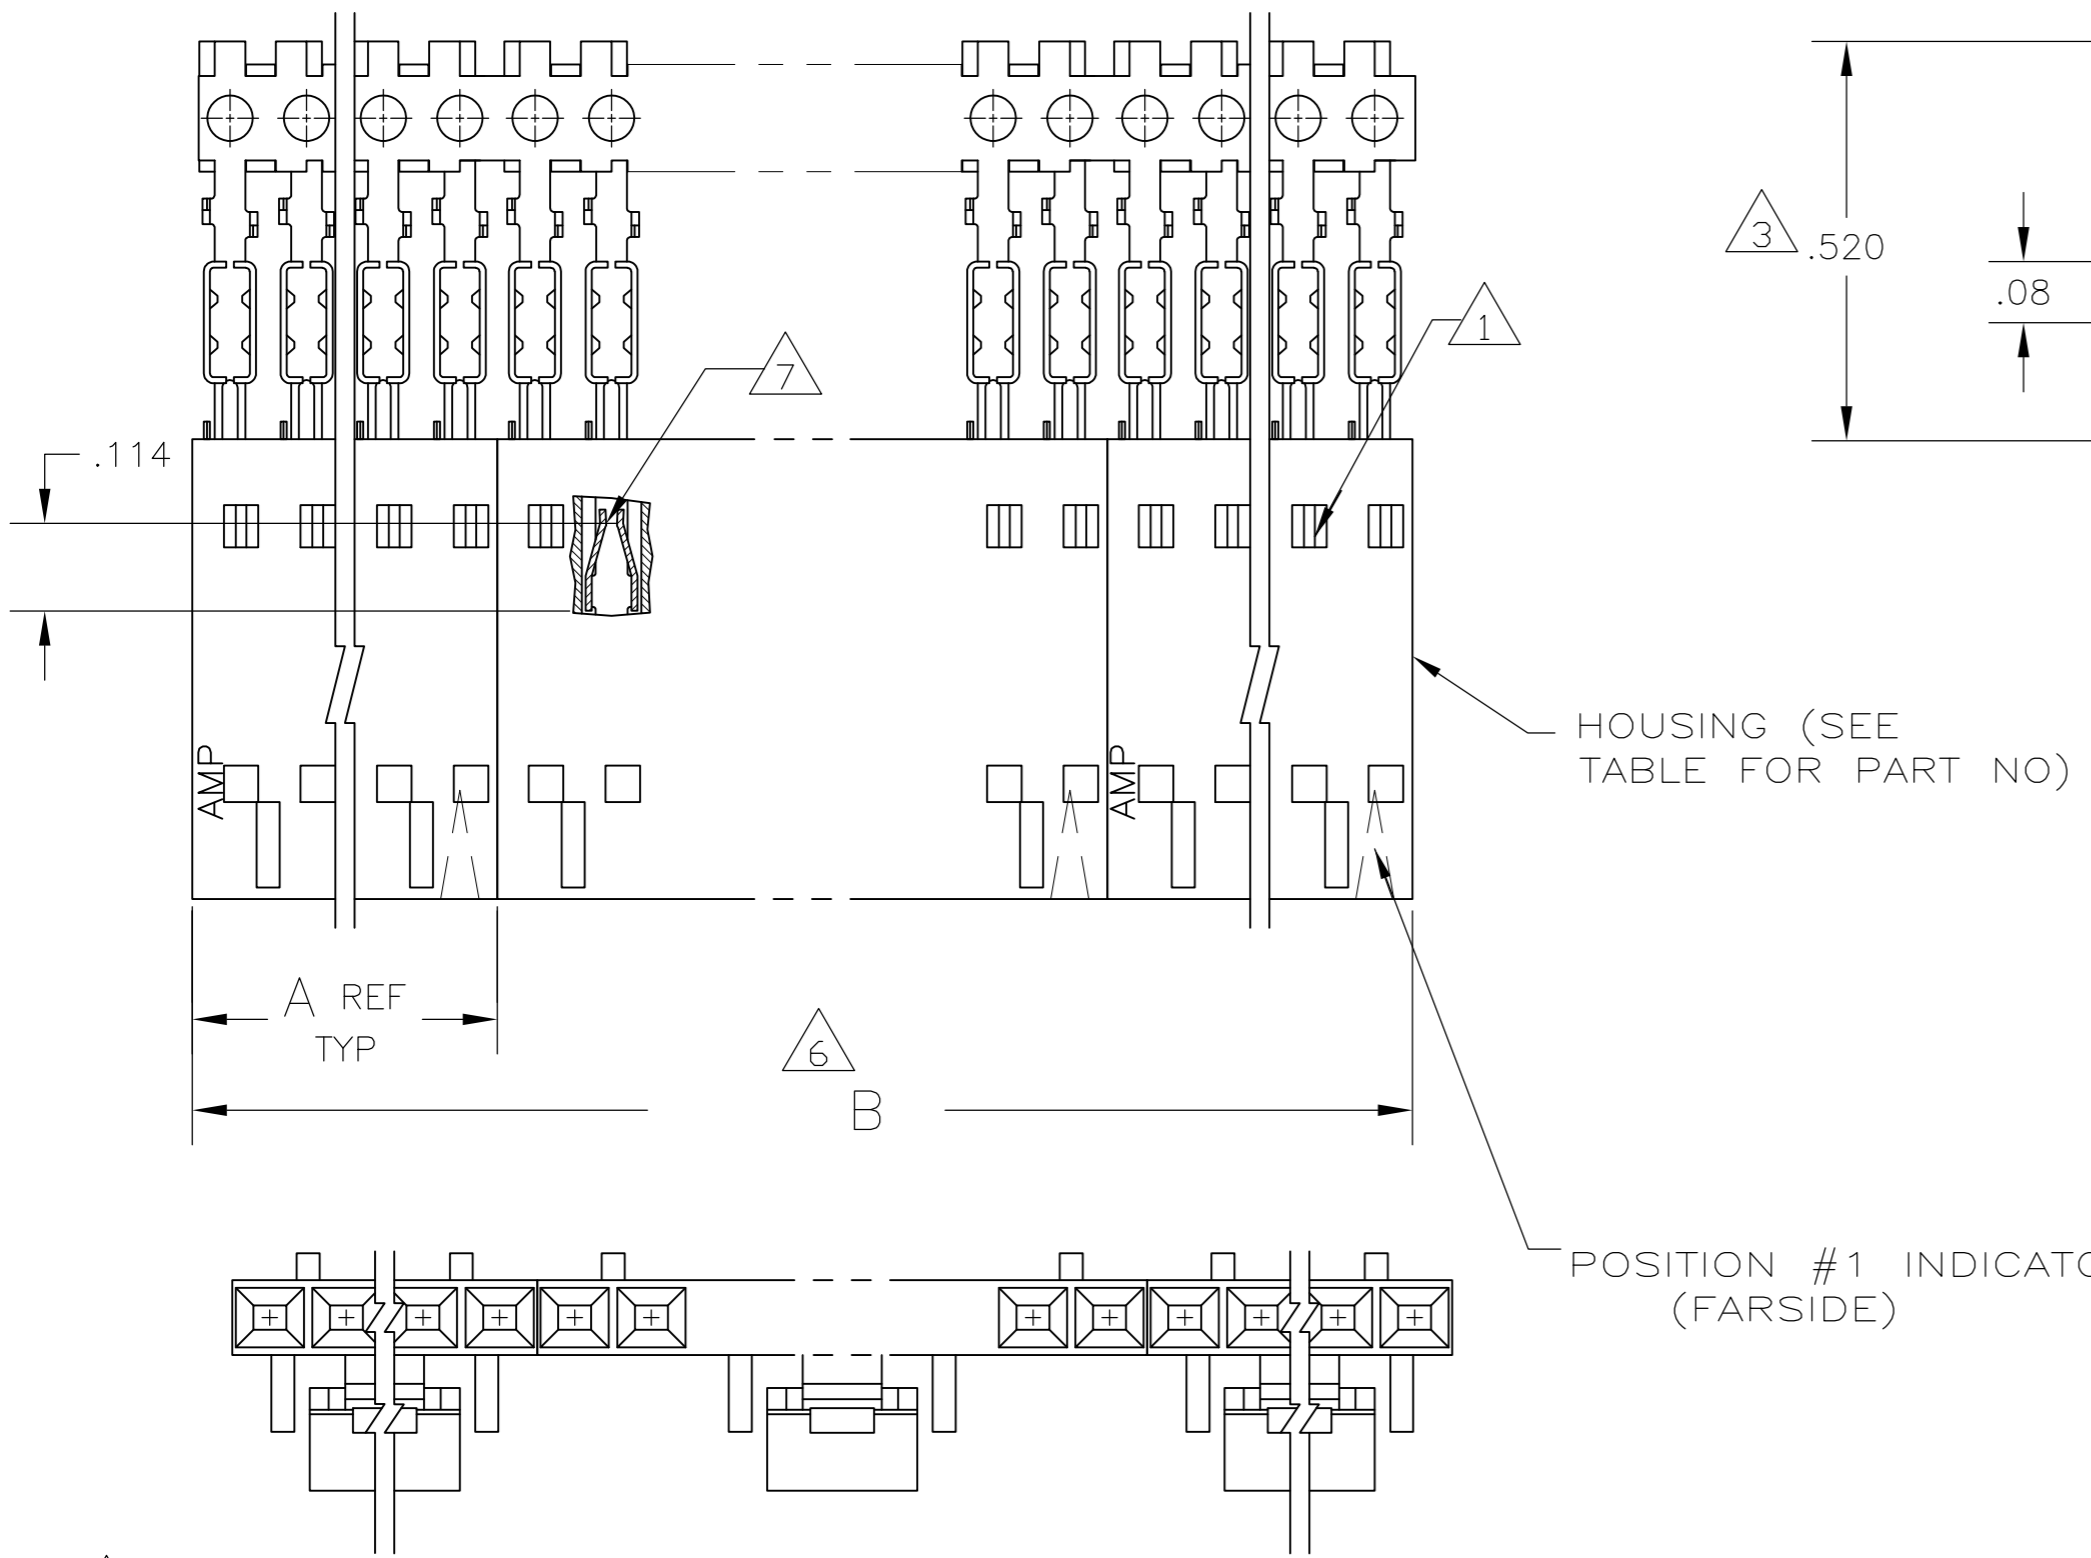 3 .520
.08
1
7
.114
HOUSING (SEE
TABLE FOR PART NO)
AMP
AMP
A REF
TYP
6
B
POSITION #1 INDICATO
(FARSIDE)